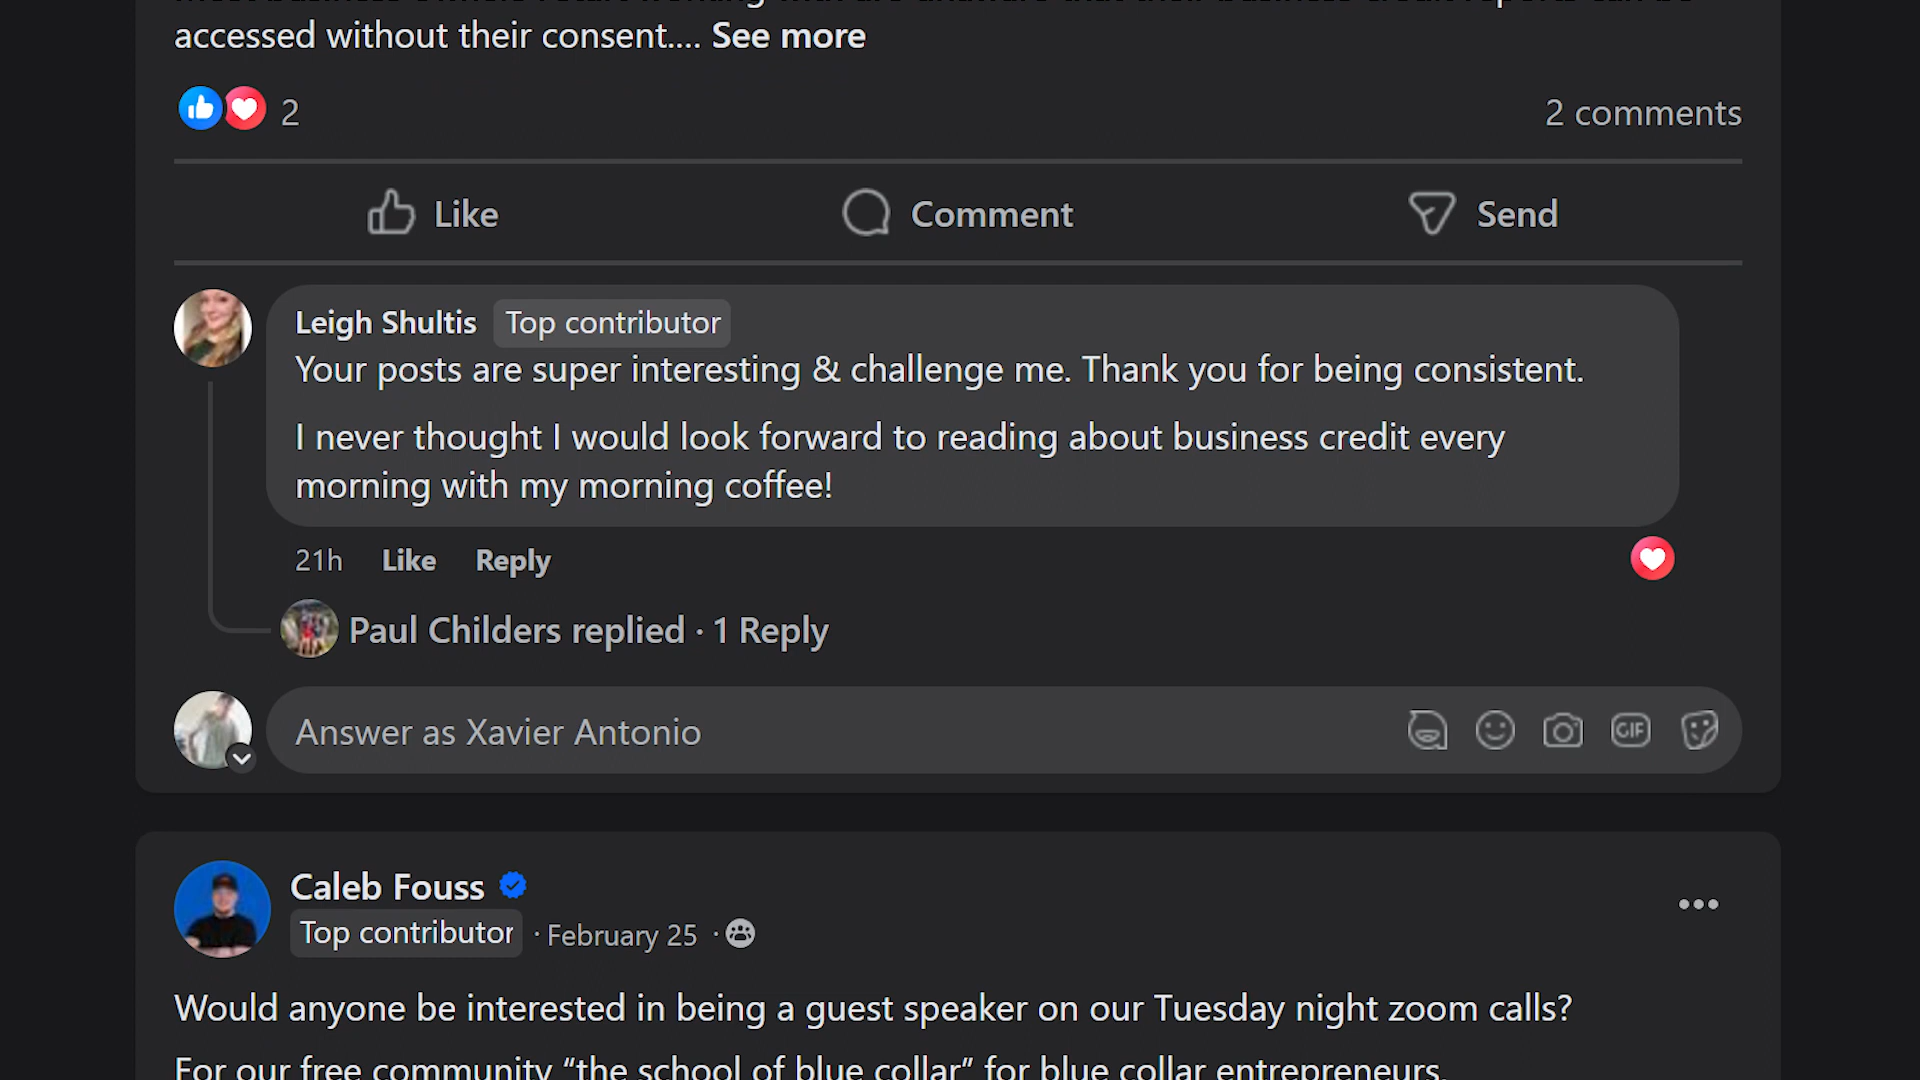 accessed without their consent.... See more
2
2 comments
Like
Comment
Send
Leigh Shultis Top contributor
Your posts are super interesting & challenge me. Thank you for being consistent.
I never thought I would look forward to reading about business credit every
morning with my morning coffee!
21h Like Reply
Paul Childers replied · 1 Reply
Answer as Xavier Antonio
GIF
Caleb Fouss
Top contributor · February 25 ·
Would anyone be interested in being a guest speaker on our Tuesday night zoom calls?
For our free community “the school of blue collar” for blue collar entrepreneurs.